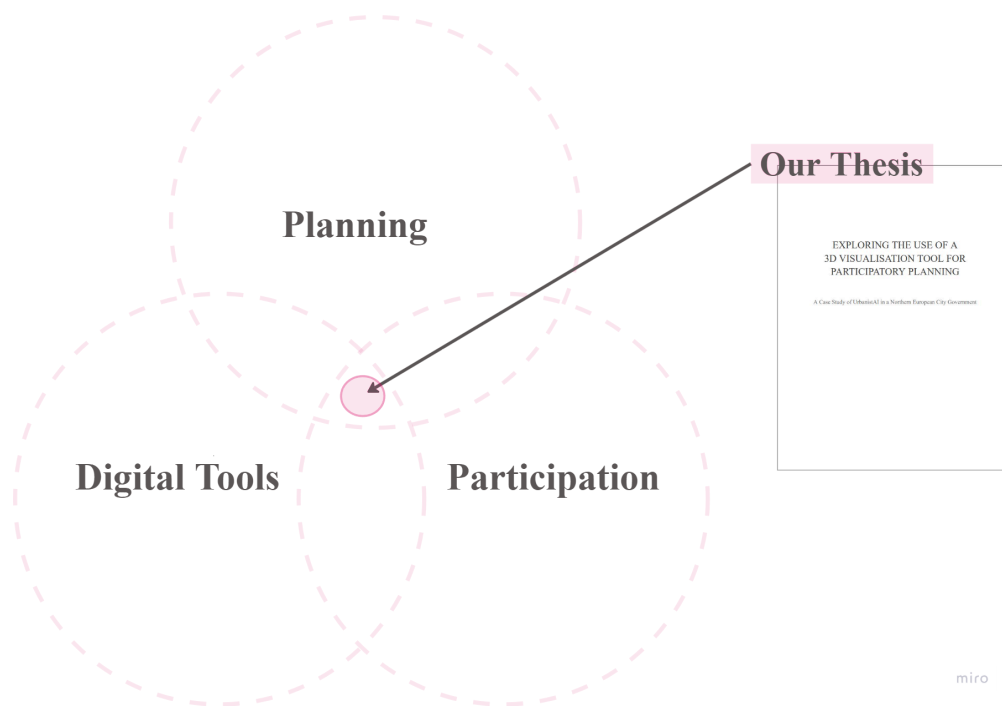 Our Thesis
Planning
EXPLORING THE USE OF A
3D VISUALISATION TOOL FOR
PARTICIPATORY PLANNING
A Case Study of UrbanistAI in a Northern European City Government
Digital Tools
Participation
miro